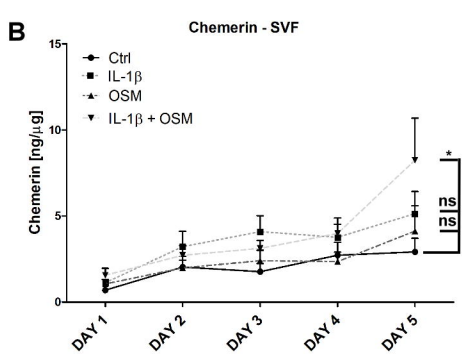 B
Chemerin - SVF
Ctrl
IL-1β
OSM
IL-1β + OSM
Chemerin [ng/µg]
15
10
5
0
*
ns
ns
DAY 1
DAY 2
DAY 3
DAY 4
DAY 5